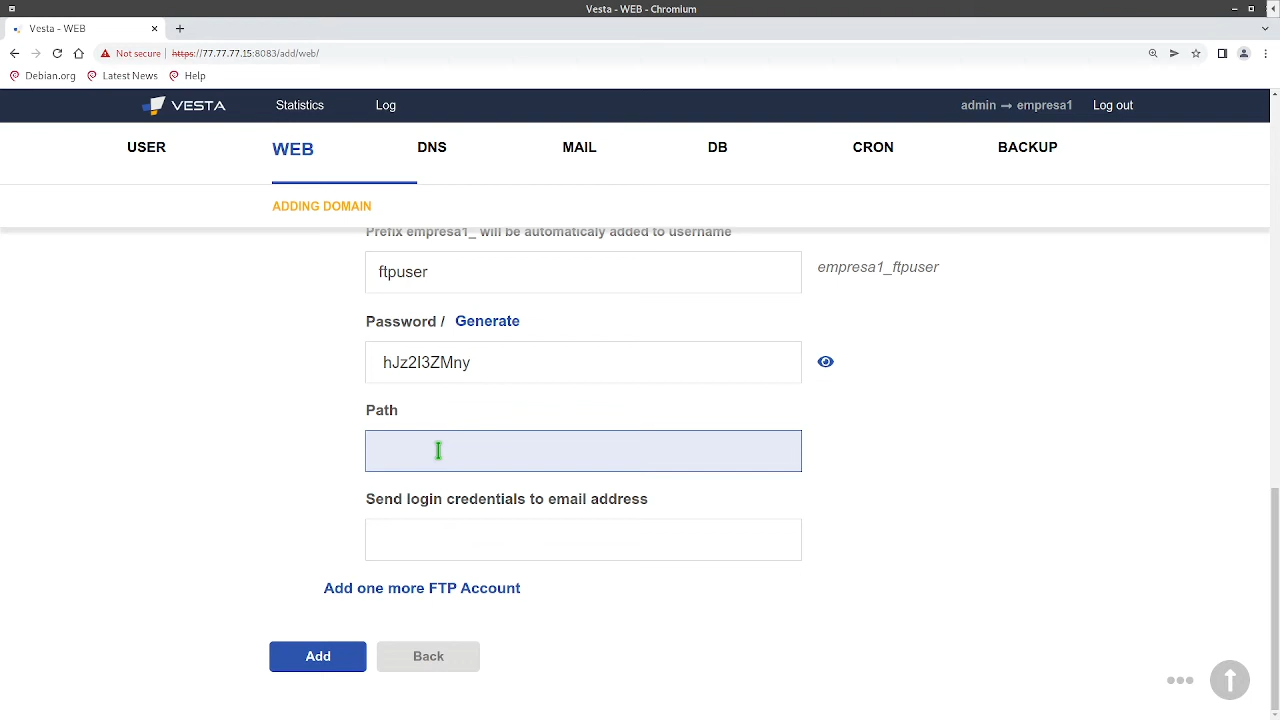 Vesta - WEB - Chromium
Vesta - WEB
Not secure https://77.77.77.15:8083/add/web/
Debian.org Latest News Help
VESTA Statistics Log admin → empresa1 Log out
USER WEB DNS MAIL DB CRON BACKUP
ADDING DOMAIN
Prefix empresa1_ will be automaticaly added to username
ftpuser empresa1_ftpuser
Password / Generate
hJz2I3ZMny
Path
Send login credentials to email address
Add one more FTP Account
Add Back